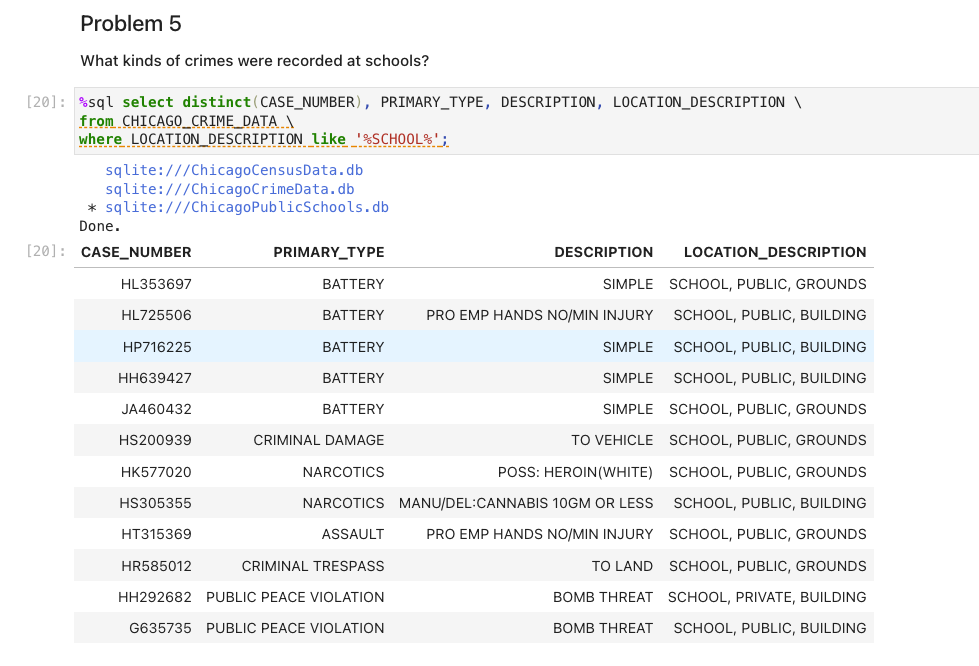 Problem 5
What kinds of crimes were recorded at schools?
[20]: %sql select distinct(CASE_NUMBER), PRIMARY_TYPE, DESCRIPTION, LOCATION_DESCRIPTION \
from CHICAGO_CRIME_DATA \
where LOCATION_DESCRIPTION like '%SCHOOL%';
sqlite:///ChicagoCensusData.db
sqlite:///ChicagoCrimeData.db
* sqlite:///ChicagoPublicSchools.db
Done.
[20]: CASE_NUMBER PRIMARY_TYPE DESCRIPTION LOCATION_DESCRIPTION
HL353697 BATTERY SIMPLE SCHOOL, PUBLIC, GROUNDS
HL725506 BATTERY PRO EMP HANDS NO/MIN INJURY SCHOOL, PUBLIC, BUILDING
HP716225 BATTERY SIMPLE SCHOOL, PUBLIC, BUILDING
HH639427 BATTERY SIMPLE SCHOOL, PUBLIC, BUILDING
JA460432 BATTERY SIMPLE SCHOOL, PUBLIC, GROUNDS
HS200939 CRIMINAL DAMAGE TO VEHICLE SCHOOL, PUBLIC, GROUNDS
HK577020 NARCOTICS POSS: HEROIN(WHITE) SCHOOL, PUBLIC, GROUNDS
HS305355 NARCOTICS MANU/DEL:CANNABIS 10GM OR LESS SCHOOL, PUBLIC, BUILDING
HT315369 ASSAULT PRO EMP HANDS NO/MIN INJURY SCHOOL, PUBLIC, GROUNDS
HR585012 CRIMINAL TRESPASS TO LAND SCHOOL, PUBLIC, GROUNDS
HH292682 PUBLIC PEACE VIOLATION BOMB THREAT SCHOOL, PRIVATE, BUILDING
G635735 PUBLIC PEACE VIOLATION BOMB THREAT SCHOOL, PUBLIC, BUILDING